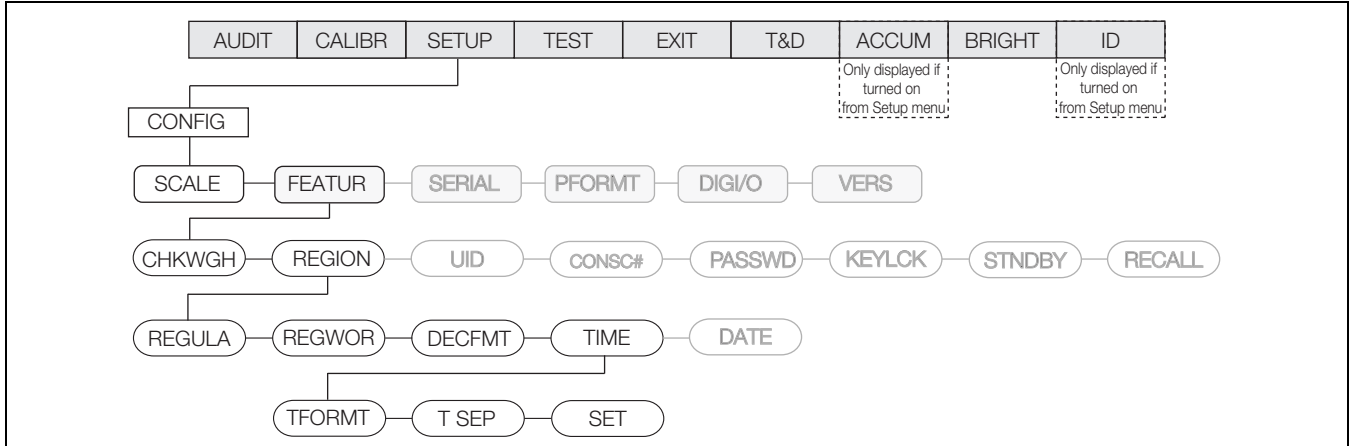 AUDIT CALIBR SETUP TEST EXIT T&D ACCUM BRIGHT ID
Only displayed if turned on from Setup menu
Only displayed if turned on from Setup menu
CONFIG
SCALE FEATUR SERIAL PFORMT DIGI/O VERS
CHKWGH REGION UID CONSC# PASSWD KEYLCK STNDBY RECALL
REGULA REGWOR DECFMT TIME DATE
TFORMT T SEP SET